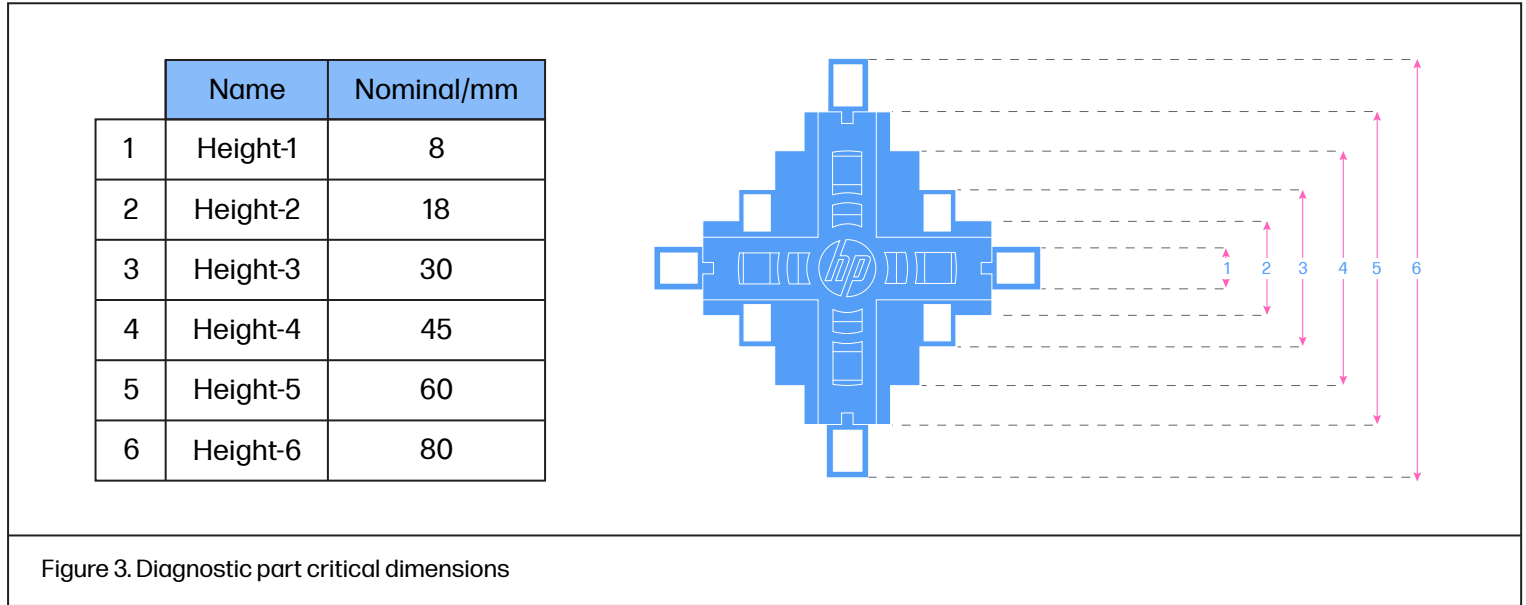 Name Nominal/mm
1 Height-1 8
2 Height-2 18
3 Height-3 30
4 Height-4 45
5 Height-5 60
6 Height-6 80
hp
1 2 3 4 5 6
Figure 3. Diagnostic part critical dimensions